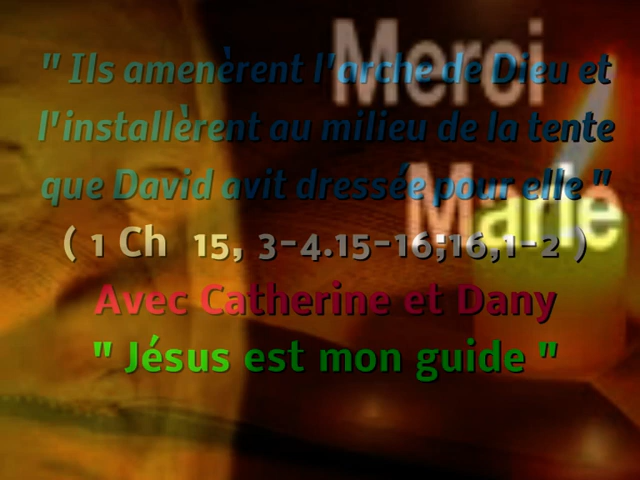 Merci
" Ils amenèrent l'arche de Dieu et
l'installèrent au milieu de la tente
que David avit dressée pour elle "
Marie
( 1 Ch 15, 3-4.15-16;16,1-2 )
Avec Catherine et Dany
" Jésus est mon guide "